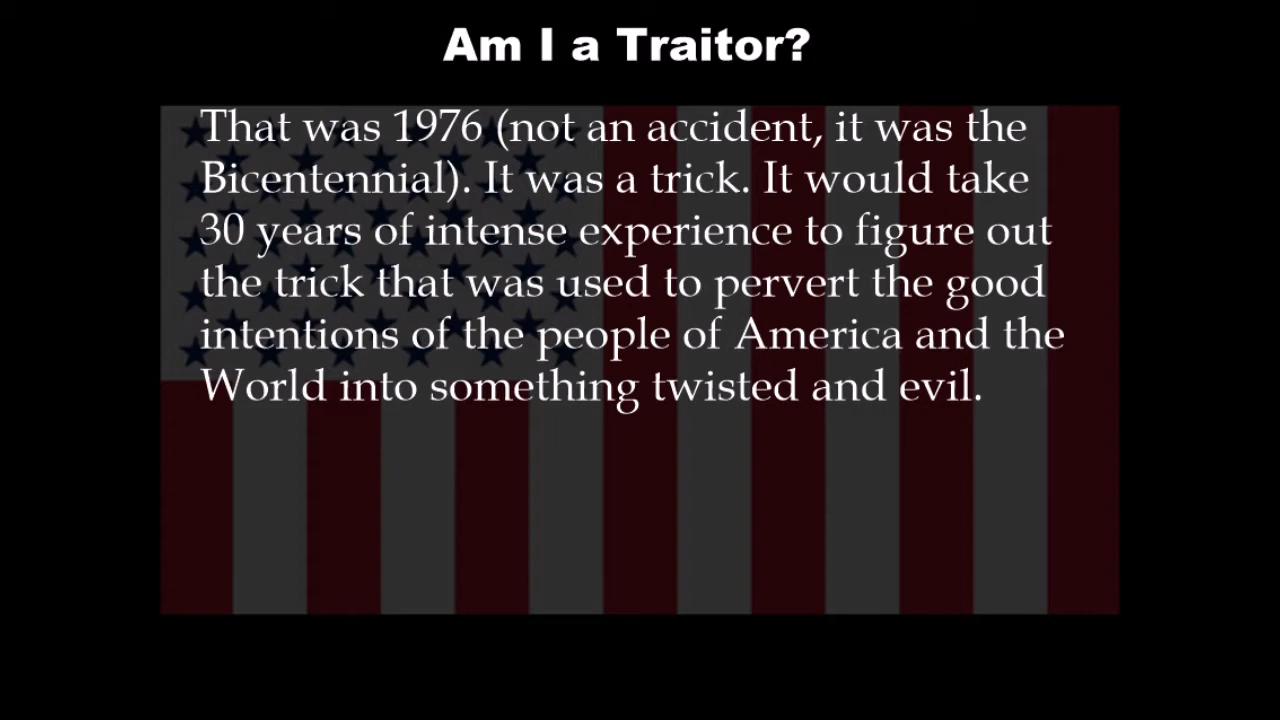 Am I a Traitor?
That was 1976 (not an accident, it was the
Bicentennial). It was a trick. It would take
30 years of intense experience to figure out
the trick that was used to pervert the good
intentions of the people of America and the
World into something twisted and evil.